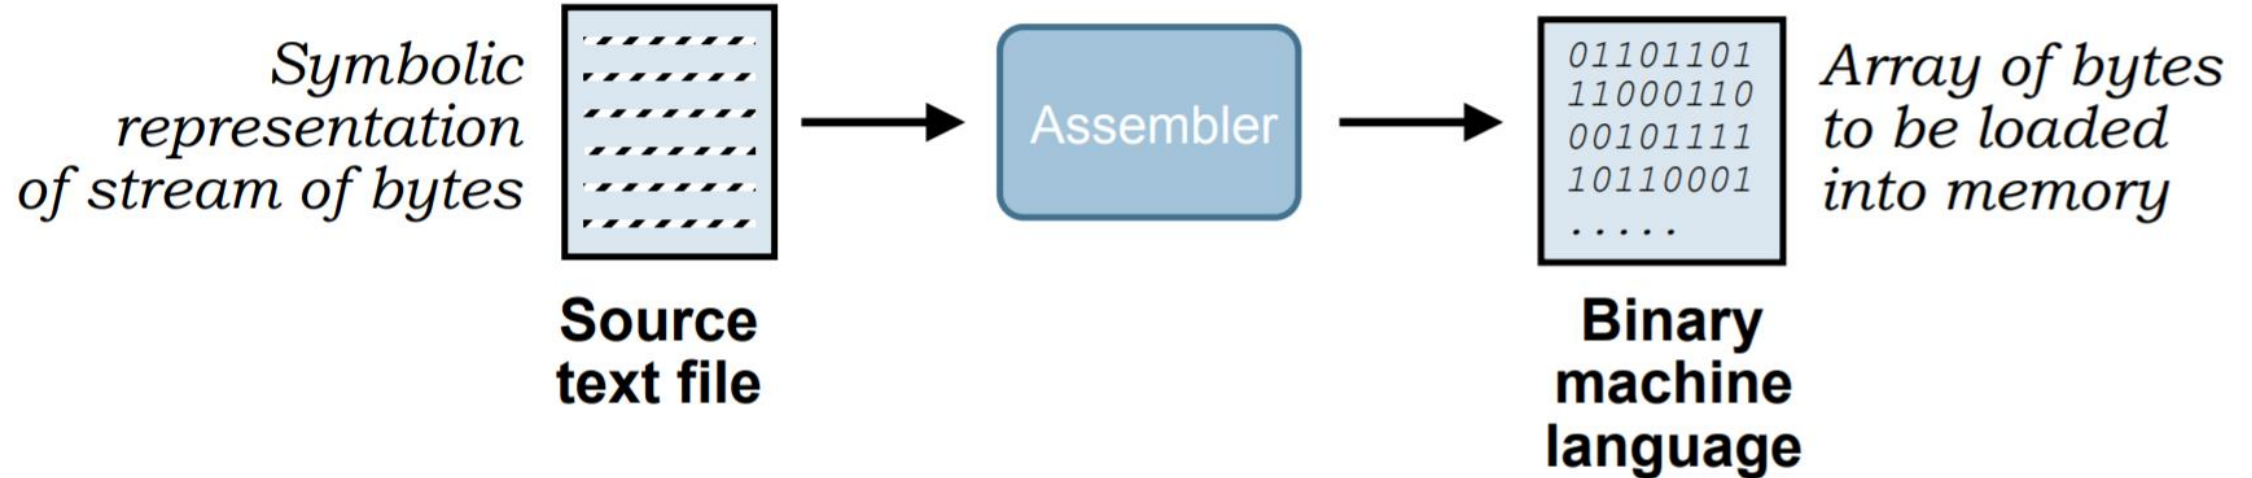 Symbolic
representation
of stream of bytes
Source
text file
Assembler
01101101
11000110
00101111
10110001
.....
Binary
machine
language
Array of bytes
to be loaded
into memory